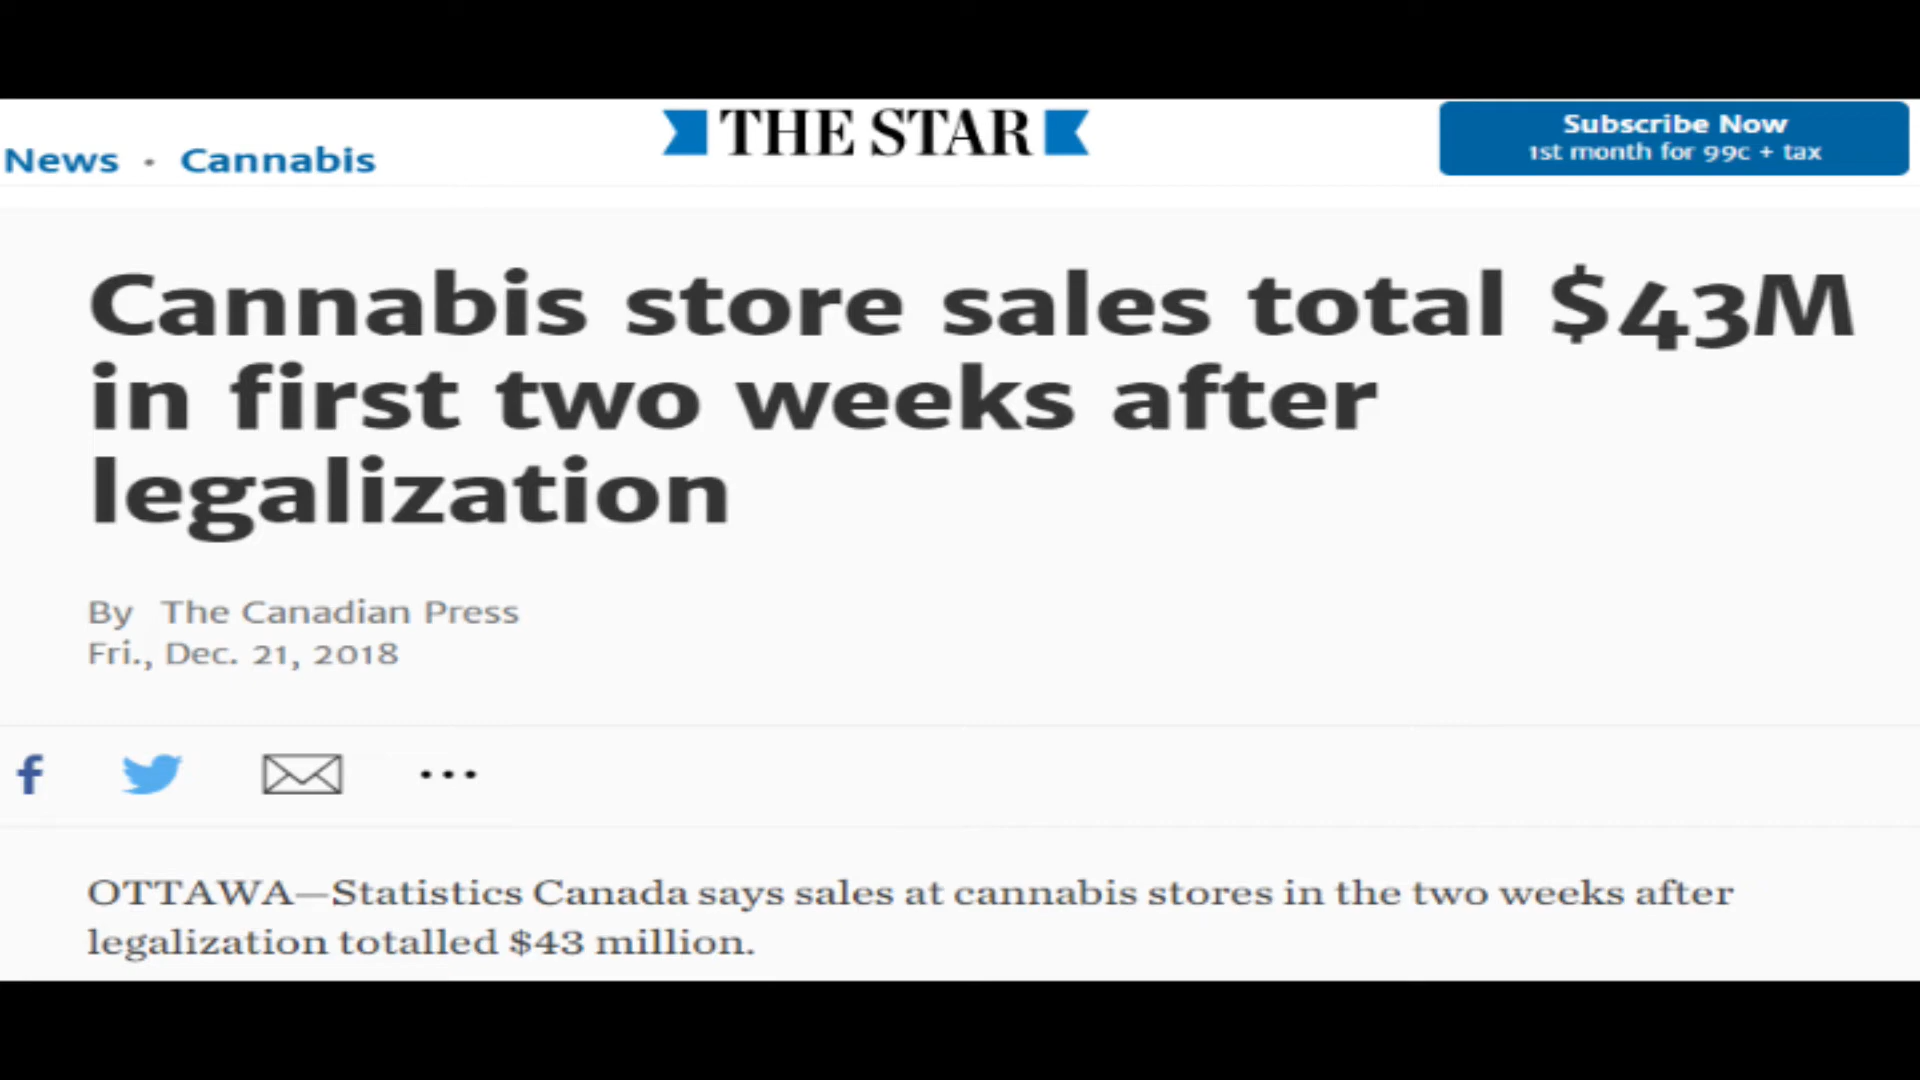 THE STAR
Subscribe Now
1st month for 99c + tax
News • Cannabis
Cannabis store sales total $43M
in first two weeks after
legalization
By The Canadian Press
Fri., Dec. 21, 2018
OTTAWA—Statistics Canada says sales at cannabis stores in the two weeks after
legalization totalled $43 million.